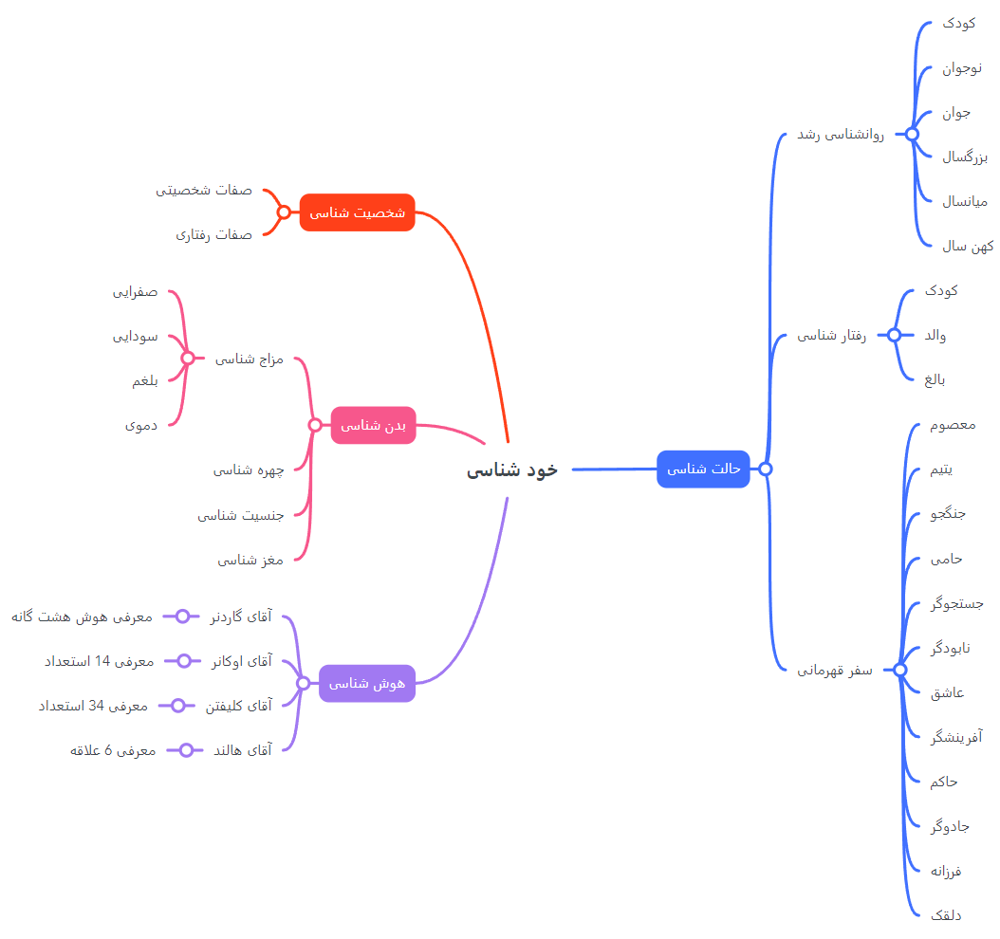 خود شناسی
حالت شناسی
روانشناسی رشد
کودک
نوجوان
جوان
بزرگسال
میانسال
کهن سال
رفتار شناسی
کودک
والد
بالغ
سفر قهرمانی
معصوم
یتیم
جنگجو
حامی
جستجوگر
نابودگر
عاشق
آفرینشگر
حاکم
جادوگر
فرزانه
دلقک
شخصیت شناسی
صفات شخصیتی
صفات رفتاری
بدن شناسی
مزاج شناسی
صفرایی
سودایی
بلغم
دموی
چهره شناسی
جنسیت شناسی
مغز شناسی
هوش شناسی
آقای گاردنر
معرفی هوش هشت گانه
آقای اوکانر
معرفی 14 استعداد
آقای کلیفتن
معرفی 34 استعداد
آقای هالند
معرفی 6 علاقه